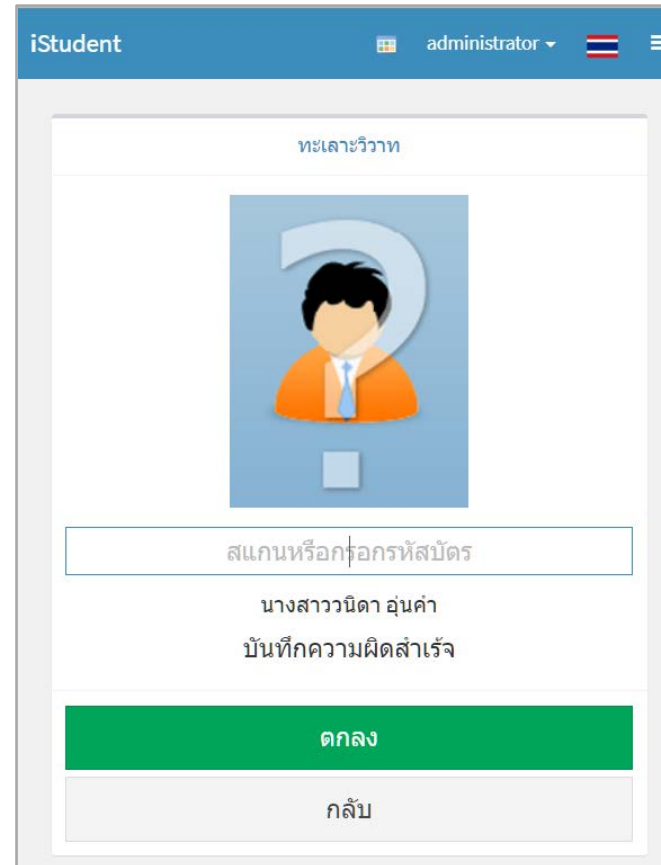 iStudent administrator
ทะเลาะวิวาท
สแกนหรือกรอกรหัสบัตร
นางสาววนิดา อุ่นคำ
บันทึกความผิดสำเร้จ
ตกลง
กลับ